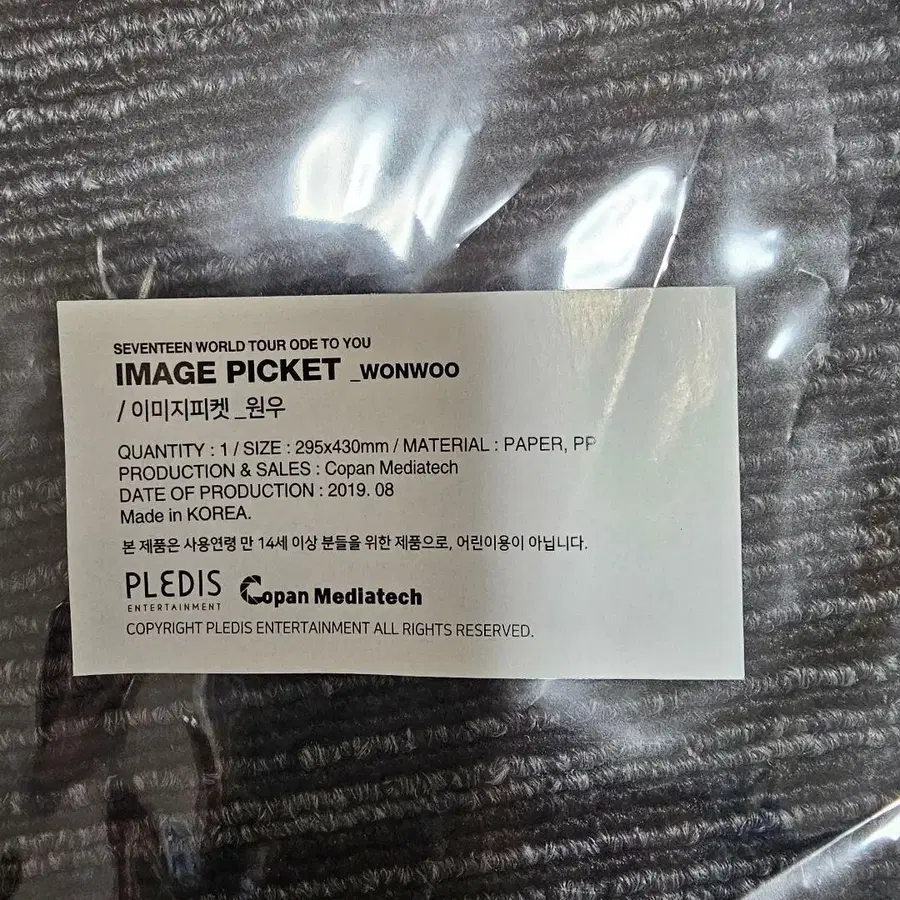 SEVENTEEN WORLD TOUR ODE TO YOU
IMAGE PICKET _WONWOO
/ 이미지피켓 _원우
QUANTITY : 1 / SIZE : 295x430mm / MATERIAL : PAPER, PP
PRODUCTION & SALES : Copan Mediatech
DATE OF PRODUCTION : 2019. 08
Made in KOREA.
본 제품은 사용연령 만 14세 이상 분들을 위한 제품으로, 어린이용이 아닙니다.
PLEDIS Copan Mediatech
ENTERTAINMENT
COPYRIGHT PLEDIS ENTERTAINMENT ALL RIGHTS RESERVED.